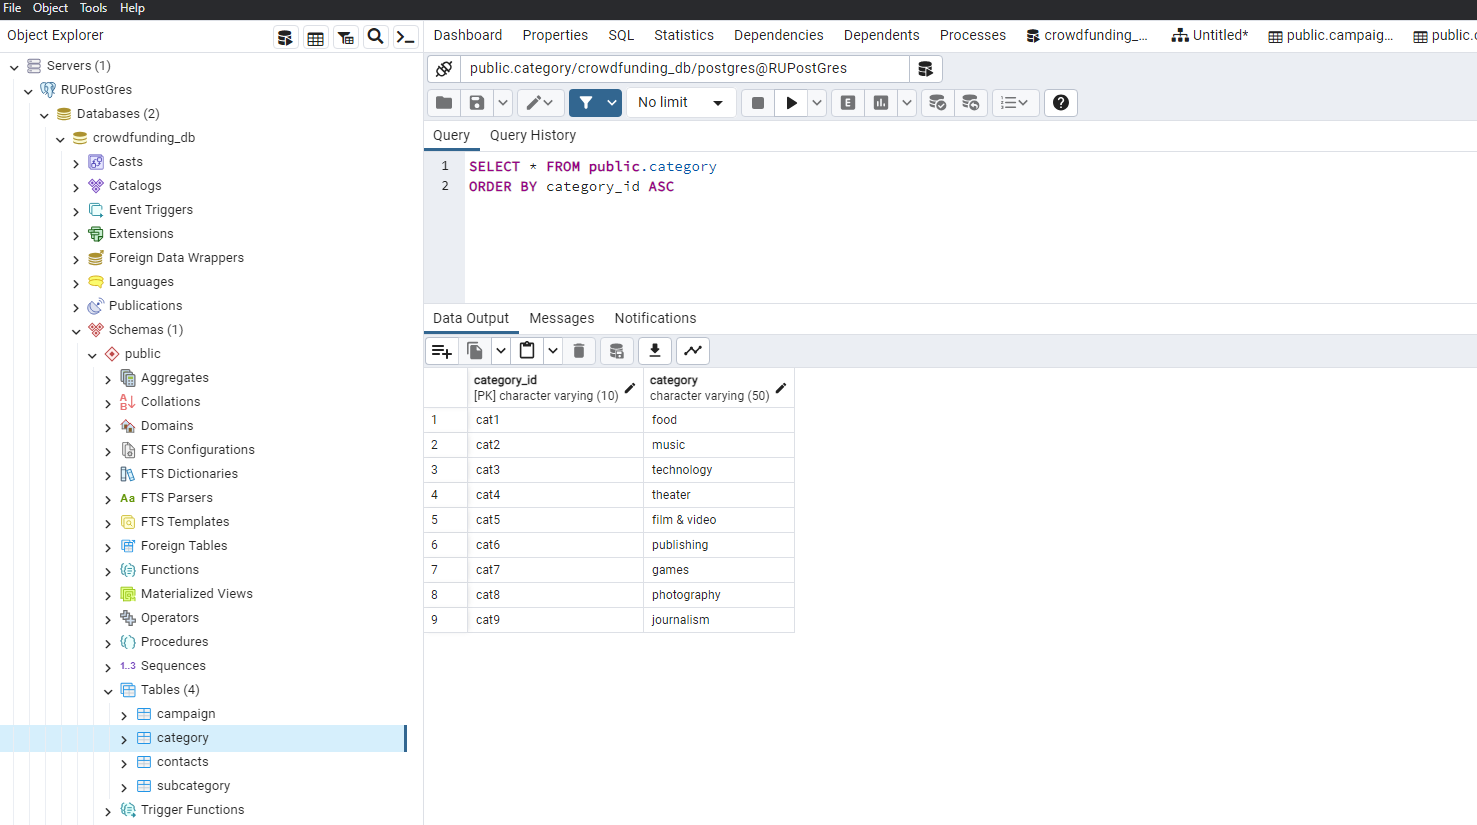 File Object Tools Help
Object Explorer
Dashboard Properties SQL Statistics Dependencies Dependents Processes crowdfunding_... Untitled* public.campaig... public.c
Servers (1)
RUPostGres
Databases (2)
crowdfunding_db
Casts
Catalogs
Event Triggers
Extensions
Foreign Data Wrappers
Languages
Publications
Schemas (1)
public
Aggregates
Collations
Domains
FTS Configurations
FTS Dictionaries
Aa FTS Parsers
FTS Templates
Foreign Tables
Functions
Materialized Views
Operators
Procedures
1..3 Sequences
Tables (4)
campaign
category
contacts
subcategory
Trigger Functions
public.category/crowdfunding_db/postgres@RUPostGres
No limit
E
Query Query History
1 SELECT * FROM public.category
2 ORDER BY category_id ASC
Data Output Messages Notifications
category_id category
[PK] character varying (10) character varying (50)
1 cat1 food
2 cat2 music
3 cat3 technology
4 cat4 theater
5 cat5 film & video
6 cat6 publishing
7 cat7 games
8 cat8 photography
9 cat9 journalism